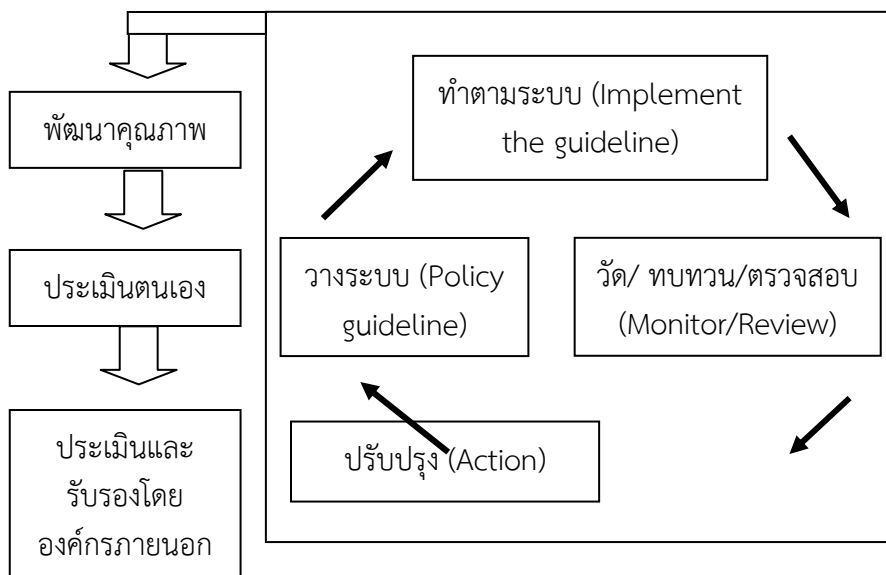 พัฒนาคุณภาพ
ประเมินตนเอง
ประเมินและ
รับรองโดย
องค์กรภายนอก
ทำตามระบบ (Implement
the guideline)
วางระบบ (Policy
guideline)
วัด/ ทบทวน/ตรวจสอบ
(Monitor/Review)
ปรับปรุง (Action)